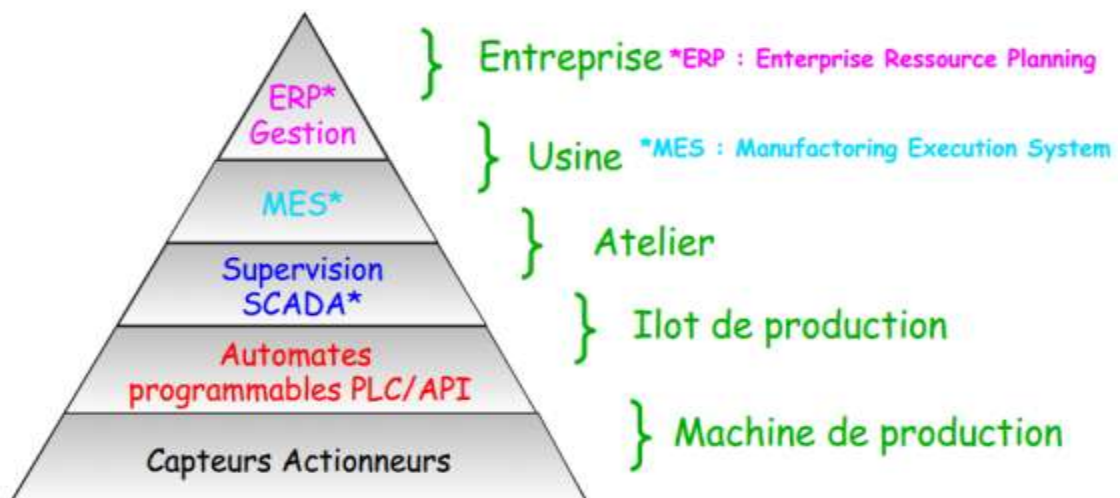 ERP*
Gestion
Entreprise *ERP : Enterprise Ressource Planning
MES*
Usine *MES : Manufactoring Execution System
Supervision
SCADA*
Atelier
Automates
programmables PLC/API
Ilot de production
Capteurs Actionneurs
Machine de production